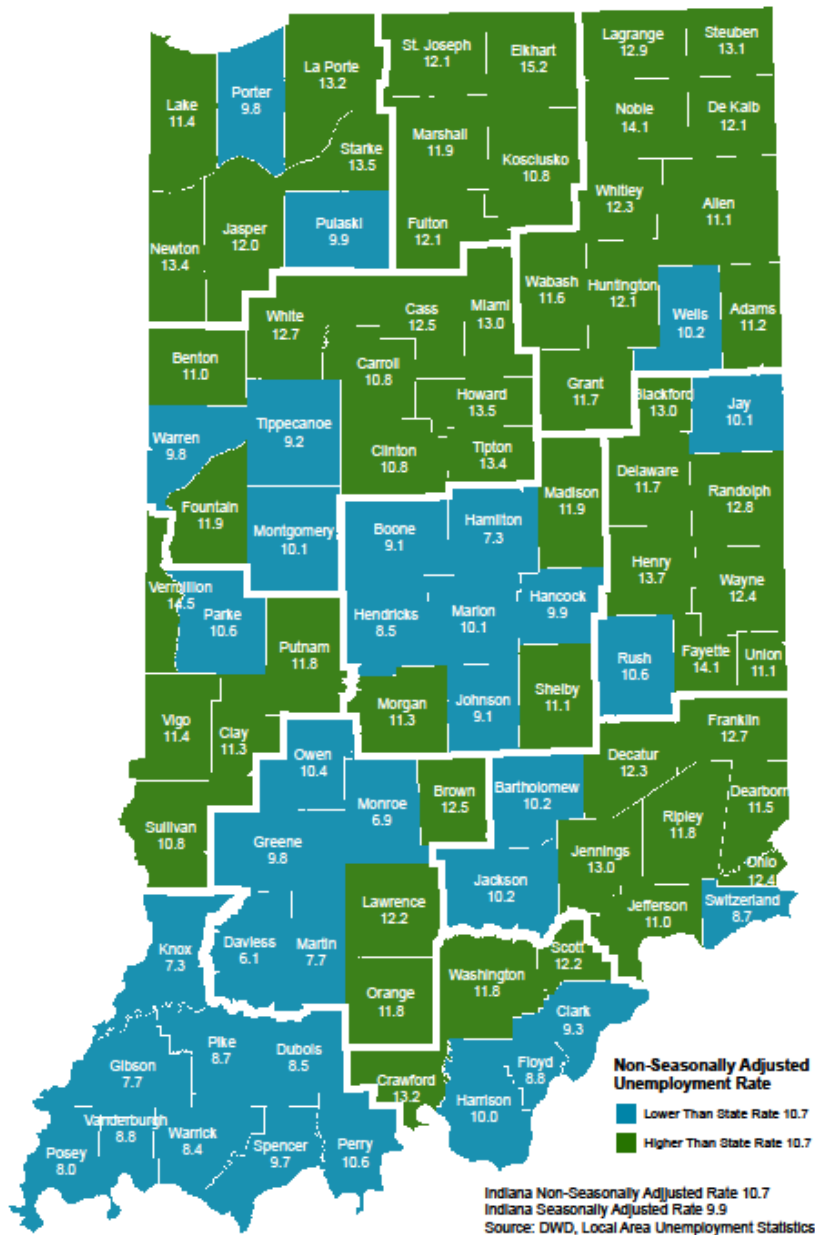 Lake
11.4
Porter
9.8
La Porte
13.2
St. Joseph
12.1
Elkhart
15.2
Lagrange
12.9
Steuben
13.1
Noble
14.1
De Kalb
12.1
Starke
13.5
Marshall
11.9
Kosciusko
10.8
Whitley
12.3
Allen
11.1
Newton
13.4
Jasper
12.0
Pulaski
9.9
Fulton
12.1
Wabash
11.6
Huntington
12.1
Wells
10.2
Adams
11.2
White
12.7
Cass
12.5
Miami
13.0
Benton
11.0
Carroll
10.8
Howard
13.5
Grant
11.7
Blackford
13.0
Jay
10.1
Warren
9.8
Tippecanoe
9.2
Clinton
10.8
Tipton
13.4
Madison
11.9
Delaware
11.7
Randolph
12.8
Fountain
11.9
Montgomery
10.1
Boone
9.1
Hamilton
7.3
Henry
13.7
Wayne
12.4
Vermillion
14.5
Parke
10.6
Putnam
11.8
Hendricks
8.5
Marion
10.1
Hancock
9.9
Rush
10.6
Fayette
14.1
Union
11.1
Vigo
11.4
Clay
11.3
Morgan
11.3
Johnson
9.1
Shelby
11.1
Franklin
12.7
Owen
10.4
Decatur
12.3
Monroe
6.9
Brown
12.5
Bartholomew
10.2
Dearborn
11.5
Sullivan
10.8
Greene
9.8
Ripley
11.8
Jennings
13.0
Ohio
12.4
Jackson
10.2
Lawrence
12.2
Jefferson
11.0
Switzerland
8.7
Knox
7.3
Daviess
6.1
Martin
7.7
Scott
12.2
Washington
11.8
Orange
11.8
Clark
9.3
Pike
8.7
Dubois
8.5
Gibson
7.7
Floyd
8.8
Crawford
13.2
Harrison
10.0
Vanderburgh
8.8
Warrick
8.4
Spencer
9.7
Perry
10.6
Posey
8.0
Non-Seasonally Adjusted
Unemployment Rate
Lower Than State Rate 10.7
Higher Than State Rate 10.7
Indiana Non-Seasonally Adjjusted Rate 10.7
Indiana Seasonally Adjusted Rate 9.9
Source: DWD, Local Area Unemployment Statistics